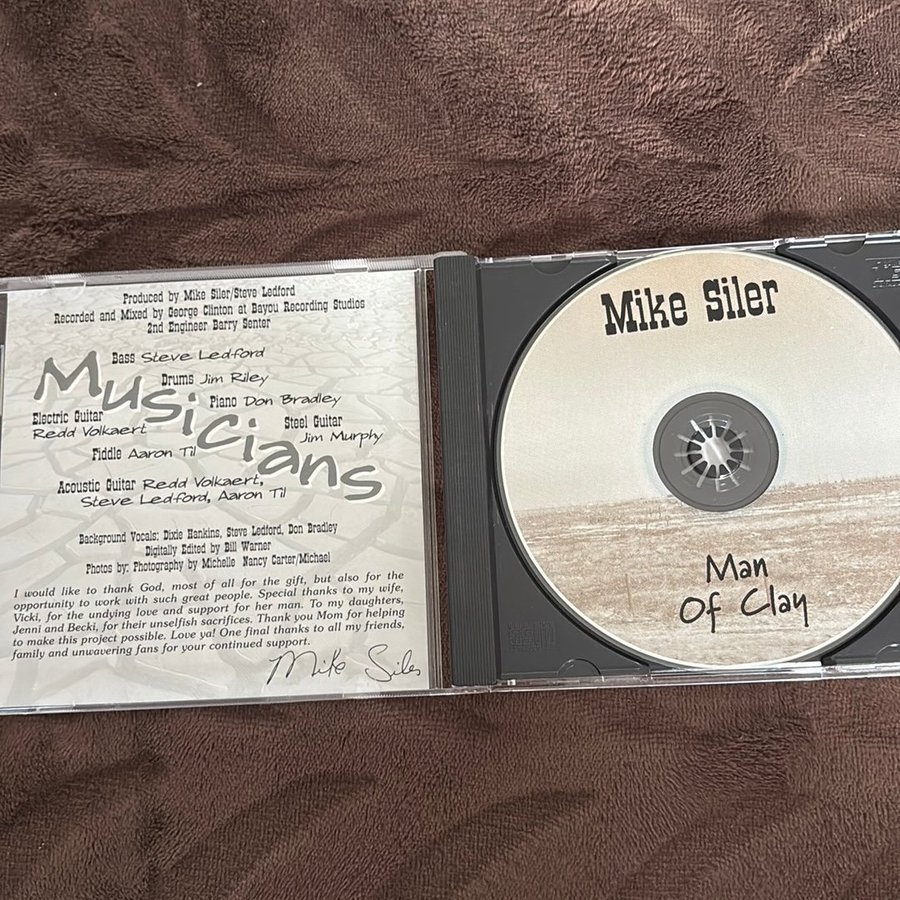 Produced by Mike Siler/Steve Ledford
Recorded and Mixed by George Clinton at Bayou Recording Studios
2nd Engineer Barry Senter
Musicians
Bass Steve Ledford
Drums Jim Riley
Piano Don Bradley
Electric Guitar
Redd Volkaert
Steel Guitar
Jim Murphy
Fiddle Aaron Til
Acoustic Guitar Redd Volkaert,
Steve Ledford, Aaron Til
Background Vocals: Dixie Hankins, Steve Ledford, Don Bradley
Digitally Edited by Bill Warner
Photos by: Photography by Michelle Nancy Carter/Michael
I would like to thank God, most of all for the gift, but also for the
opportunity to work with such great people. Special thanks to my wife,
Vicki, for the undying love and support for her man. To my daughters,
Jenni and Becki, for their unselfish sacrifices. Thank you Mom for helping
to make this project possible. Love ya! One final thanks to all my friends,
family and unwavering fans for your continued support.
Mike Siler
Mike Siler
Man
Of Clay